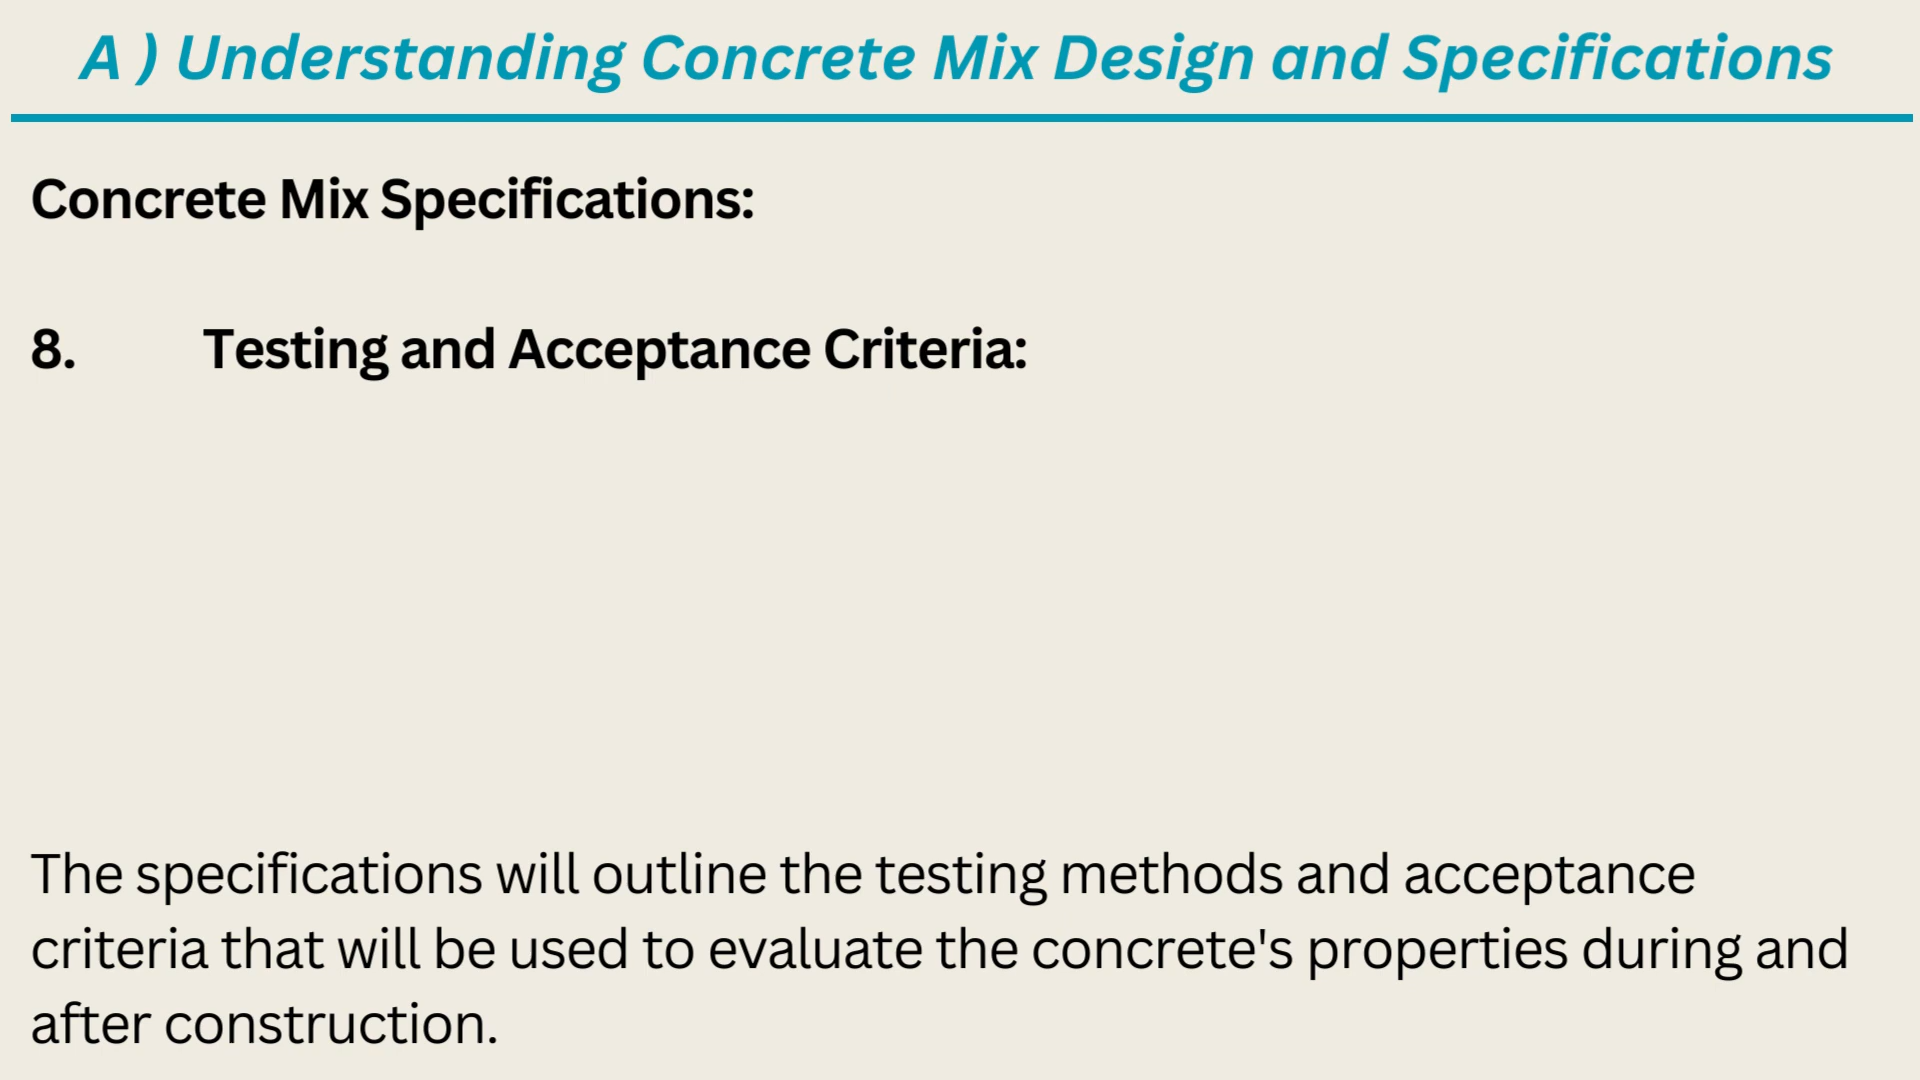 A ) Understanding Concrete Mix Design and Specifications
Concrete Mix Specifications:
8. Testing and Acceptance Criteria:
The specifications will outline the testing methods and acceptance
criteria that will be used to evaluate the concrete's properties during and
after construction.